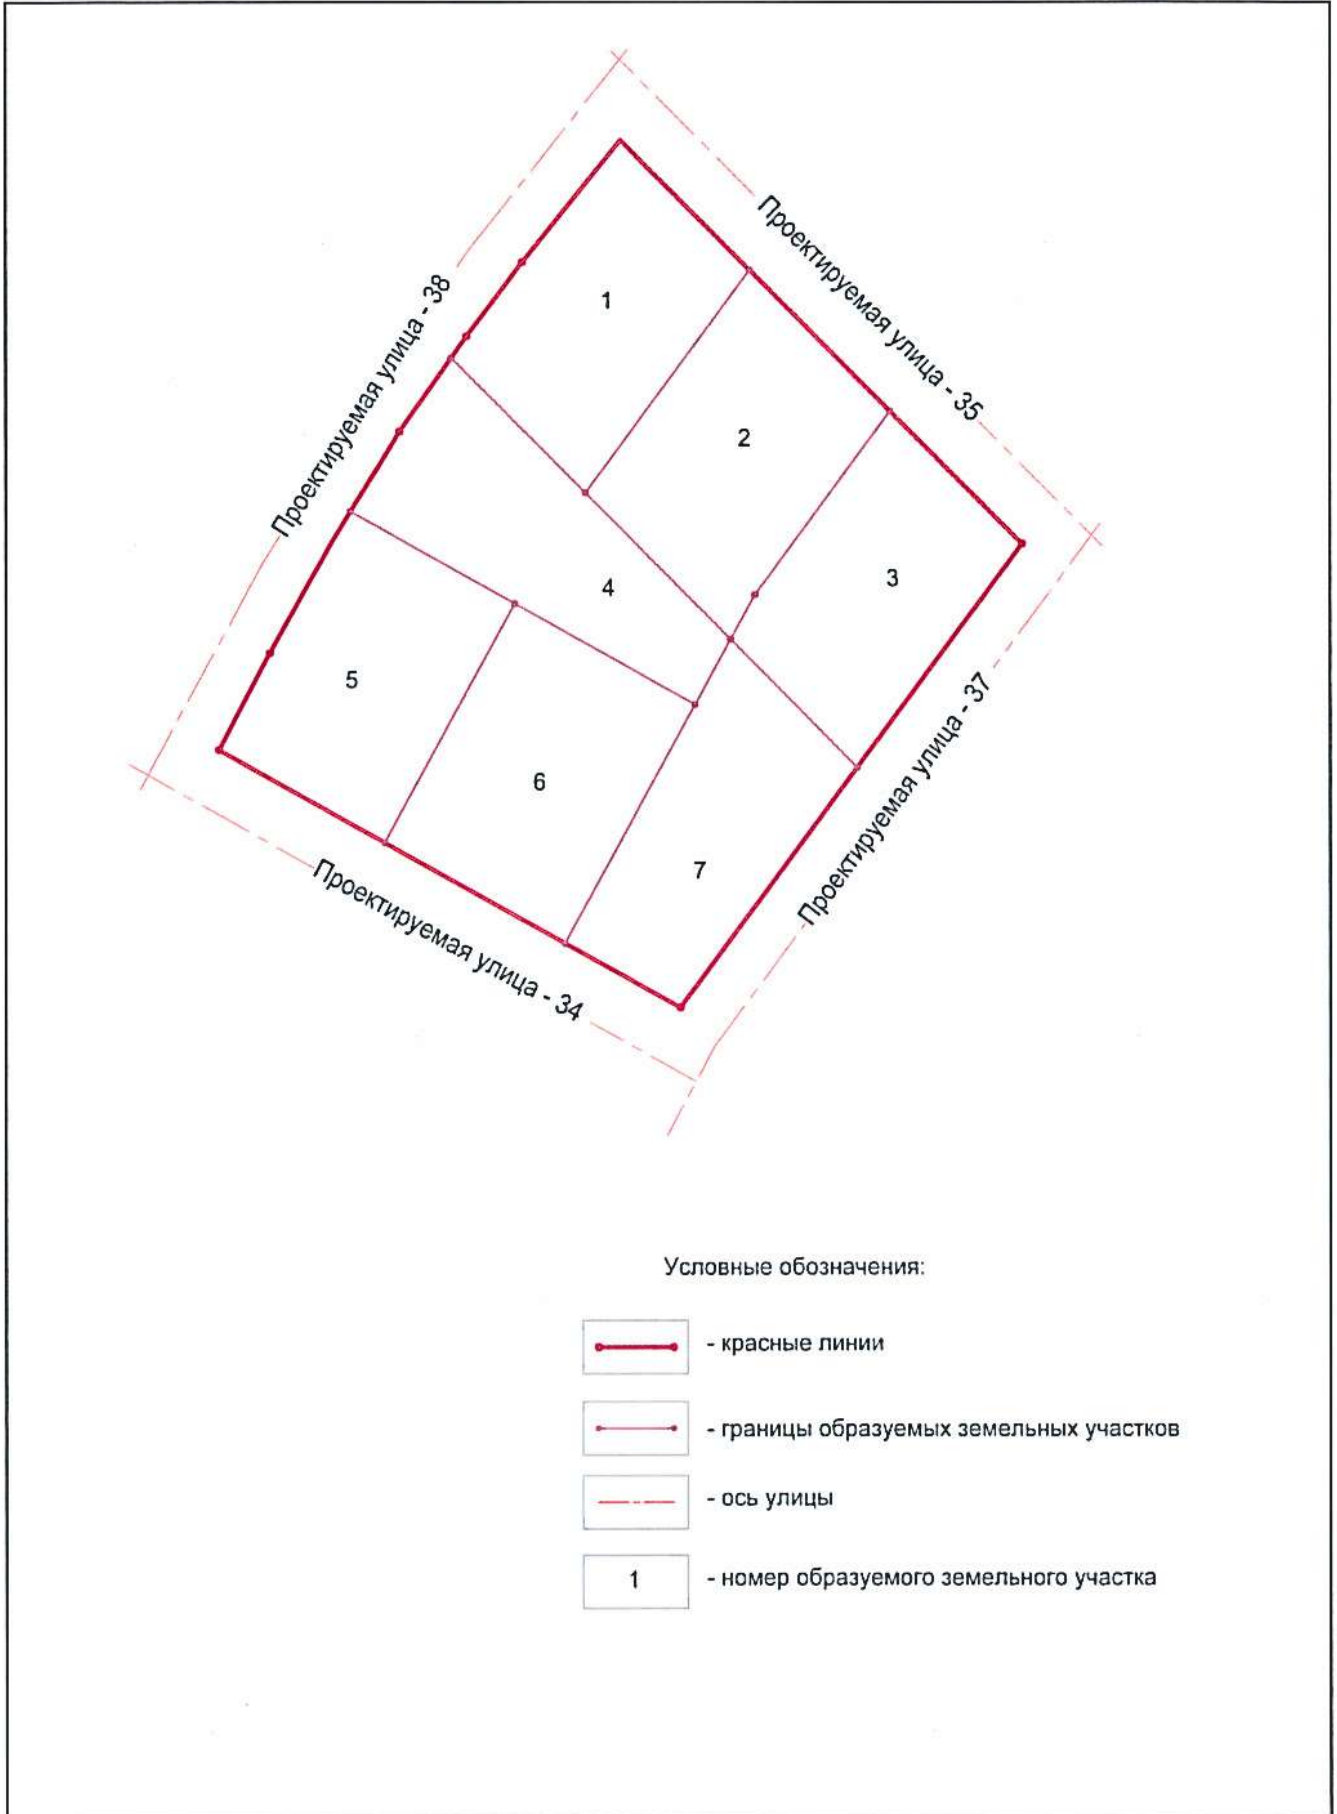 Проектируемая улица - 35
Проектируемая улица - 38
1
2
3
4
5
6
7
Проектируемая улица - 37
Проектируемая улица - 34
Условные обозначения:
- красные линии
- границы образуемых земельных участков
- ось улицы
1 - номер образуемого земельного участка